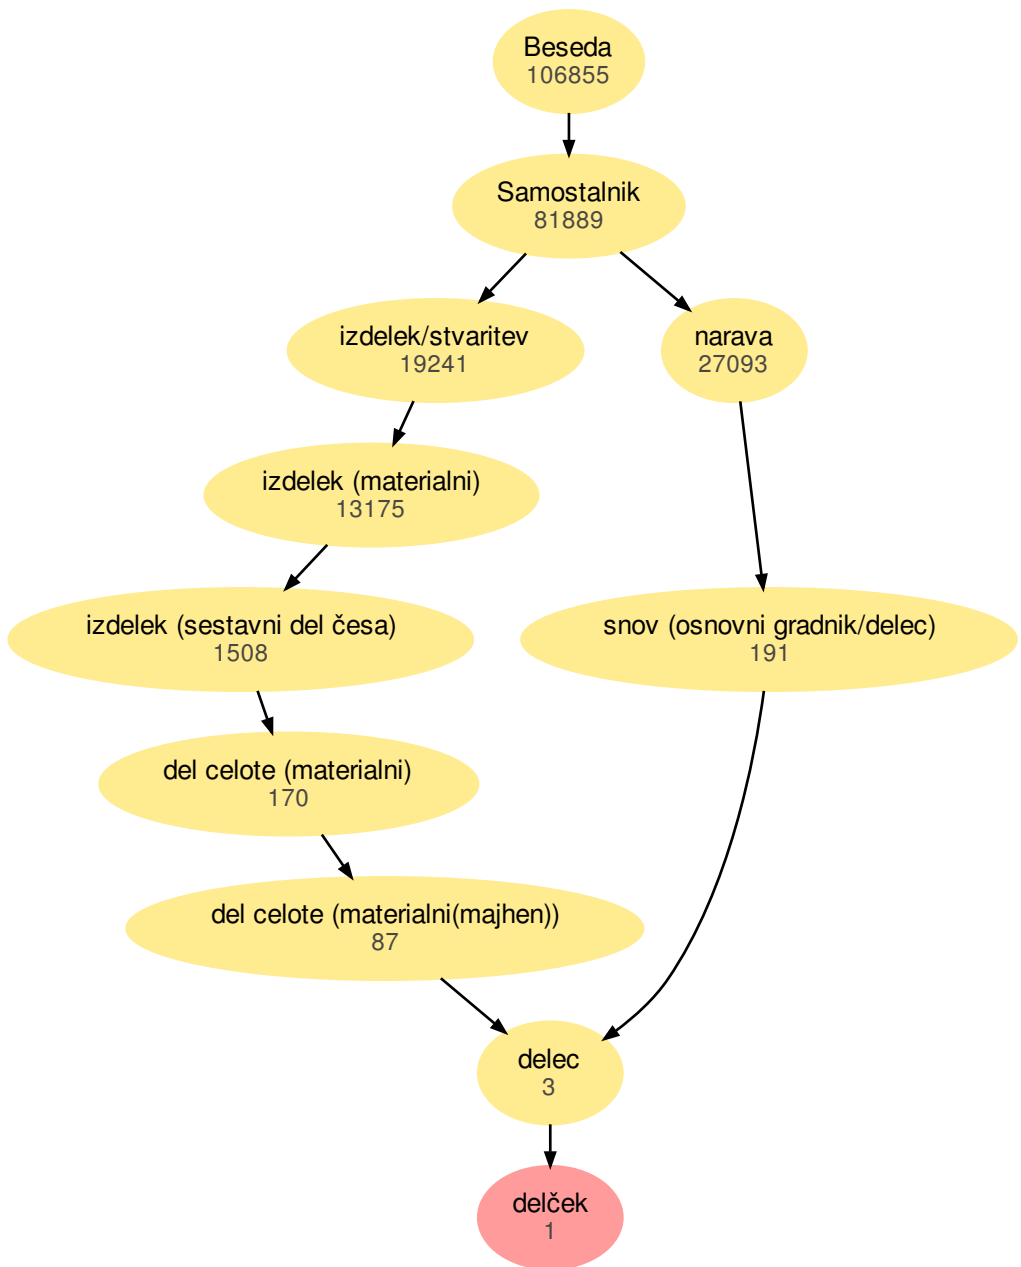 Beseda
106855
Samostalnik
81889
izdelek/stvaritev
19241
narava
27093
izdelek (materialni)
13175
izdelek (sestavni del česa)
1508
snov (osnovni gradnik/delec)
191
del celote (materialni)
170
del celote (materialni(majhen))
87
delec
3
delček
1